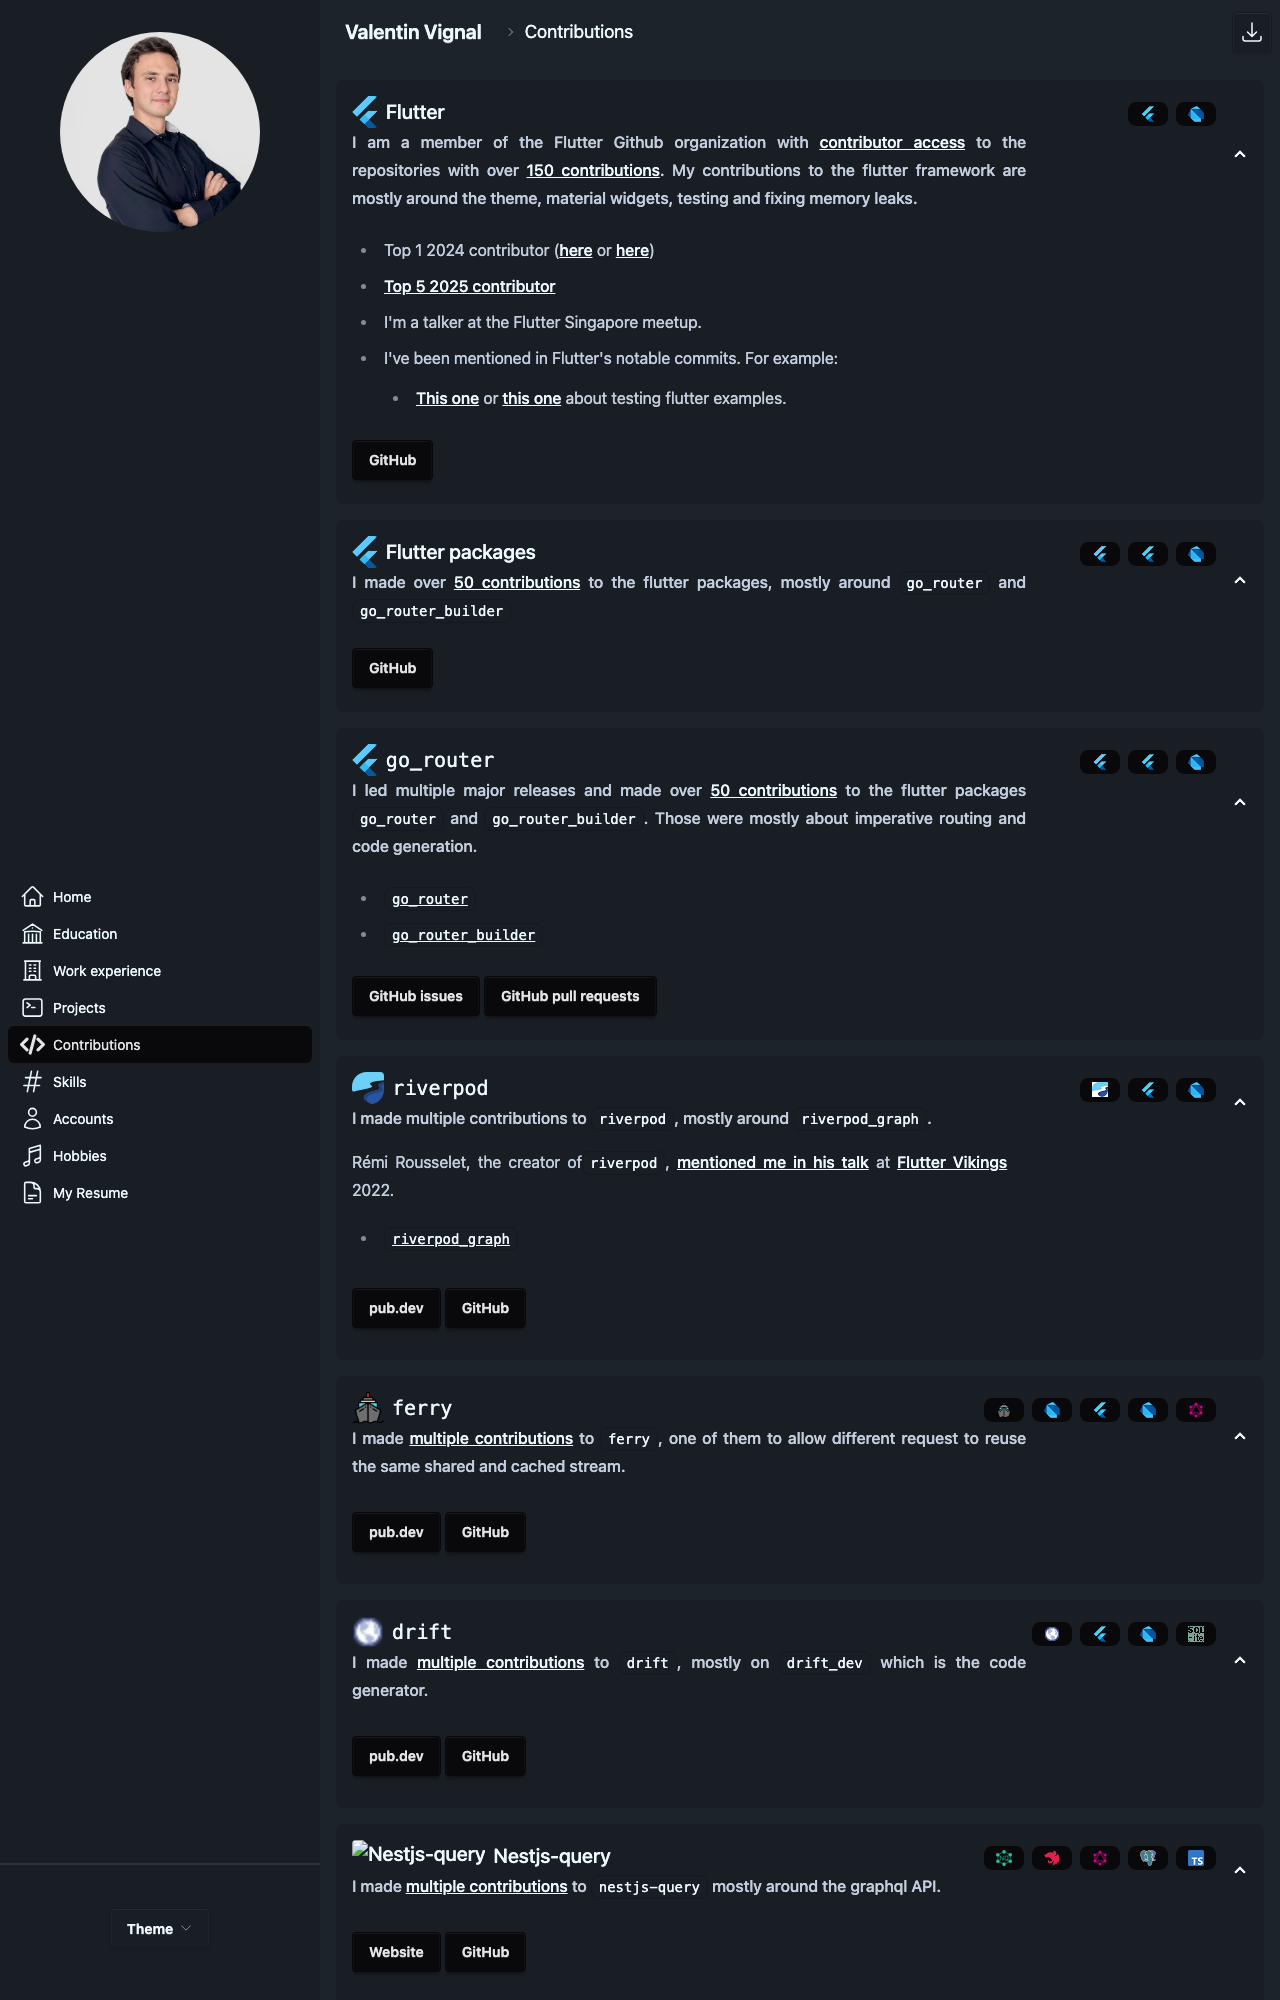 Valentin Vignal
Contributions
Flutter
I am a member of the Flutter Github organization with contributor access to the
repositories with over 150 contributions. My contributions to the flutter framework are
mostly around the theme, material widgets, testing and fixing memory leaks.
Top 1 2024 contributor (here or here)
Top 5 2025 contributor
I'm a talker at the Flutter Singapore meetup.
I've been mentioned in Flutter's notable commits. For example:
This one or this one about testing flutter examples.
GitHub
Flutter packages
I made over 50 contributions to the flutter packages, mostly around go_router and
go_router_builder
GitHub
go_router
I led multiple major releases and made over 50 contributions to the flutter packages
go_router and go_router_builder. Those were mostly about imperative routing and
code generation.
go_router
go_router_builder
GitHub issues
GitHub pull requests
riverpod
I made multiple contributions to riverpod, mostly around riverpod_graph.
Rémi Rousselet, the creator of riverpod, mentioned me in his talk at Flutter Vikings
2022.
riverpod_graph
pub.dev
GitHub
ferry
I made multiple contributions to ferry, one of them to allow different request to reuse
the same shared and cached stream.
pub.dev
GitHub
drift
I made multiple contributions to drift, mostly on drift_dev which is the code
generator.
pub.dev
GitHub
Nestjs-query
Nestjs-query
TS
I made multiple contributions to nestjs-query mostly around the graphql API.
Website
GitHub
Home
Education
Work experience
Projects
Contributions
Skills
Accounts
Hobbies
My Resume
Theme